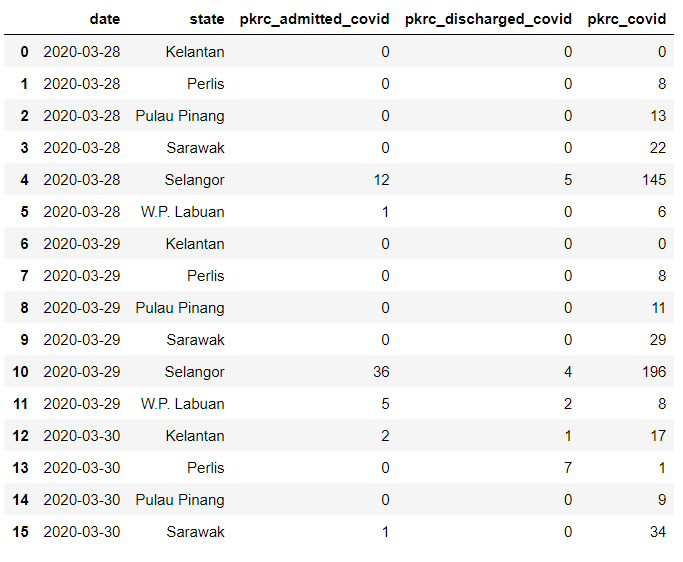 date state pkrc_admitted_covid pkrc_discharged_covid pkrc_covid
0 2020-03-28 Kelantan 0 0 0
1 2020-03-28 Perlis 0 0 8
2 2020-03-28 Pulau Pinang 0 0 13
3 2020-03-28 Sarawak 0 0 22
4 2020-03-28 Selangor 12 5 145
5 2020-03-28 W.P. Labuan 1 0 6
6 2020-03-29 Kelantan 0 0 0
7 2020-03-29 Perlis 0 0 8
8 2020-03-29 Pulau Pinang 0 0 11
9 2020-03-29 Sarawak 0 0 29
10 2020-03-29 Selangor 36 4 196
11 2020-03-29 W.P. Labuan 5 2 8
12 2020-03-30 Kelantan 2 1 17
13 2020-03-30 Perlis 0 7 1
14 2020-03-30 Pulau Pinang 0 0 9
15 2020-03-30 Sarawak 1 0 34